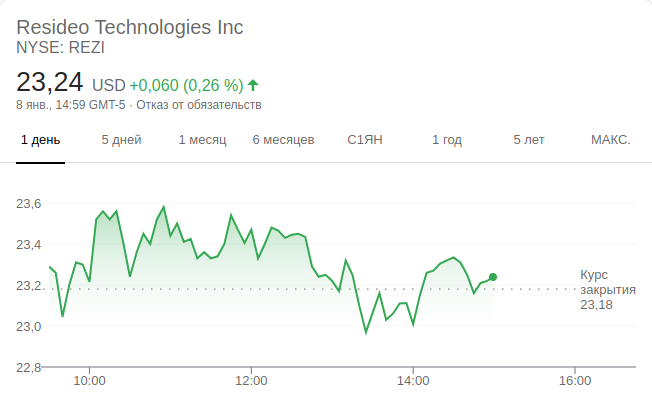 Resideo Technologies Inc
NYSE: REZI
23,24 USD +0,060 (0,26 %)
8 янв., 14:59 GMT-5 · Отказ от обязательств
1 день 5 дней 1 месяц 6 месяцев С1ЯН 1 год 5 лет МАКС.
23,6
23,4
23,2
23,0
22,8
Курс
закрытия
23,18
10:00 12:00 14:00 16:00